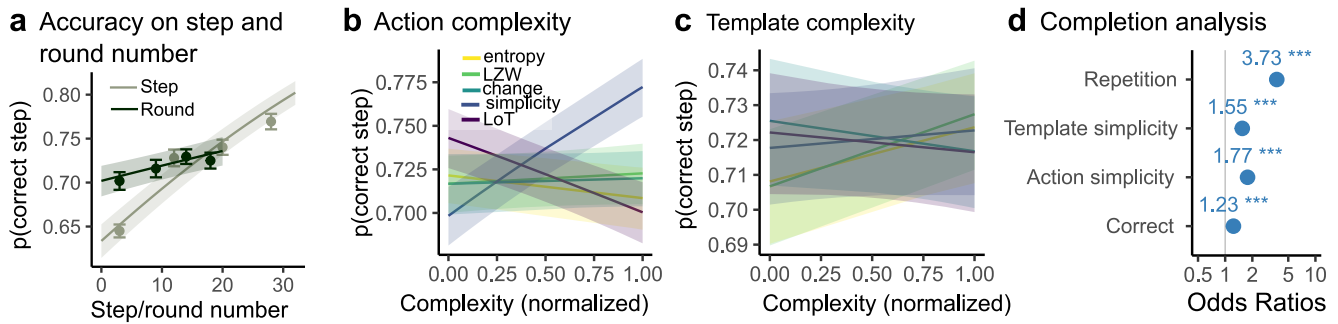 a Accuracy on step and
round number
p(correct step)
0.80
0.75
0.70
0.65
Step
Round
0 10 20 30
Step/round number
b Action complexity
p(correct step)
0.775
0.750
0.725
0.700
entropy
LZW
change
simplicity
LoT
0.00 0.25 0.50 0.75 1.00
Complexity (normalized)
c Template complexity
p(correct step)
0.74
0.73
0.72
0.71
0.70
0.69
0.00 0.25 0.50 0.75 1.00
Complexity (normalized)
d Completion analysis
3.73 ***
Repetition
1.55 ***
Template simplicity
1.77 ***
Action simplicity
1.23 ***
Correct
0.5 1 2 5 10
Odds Ratios